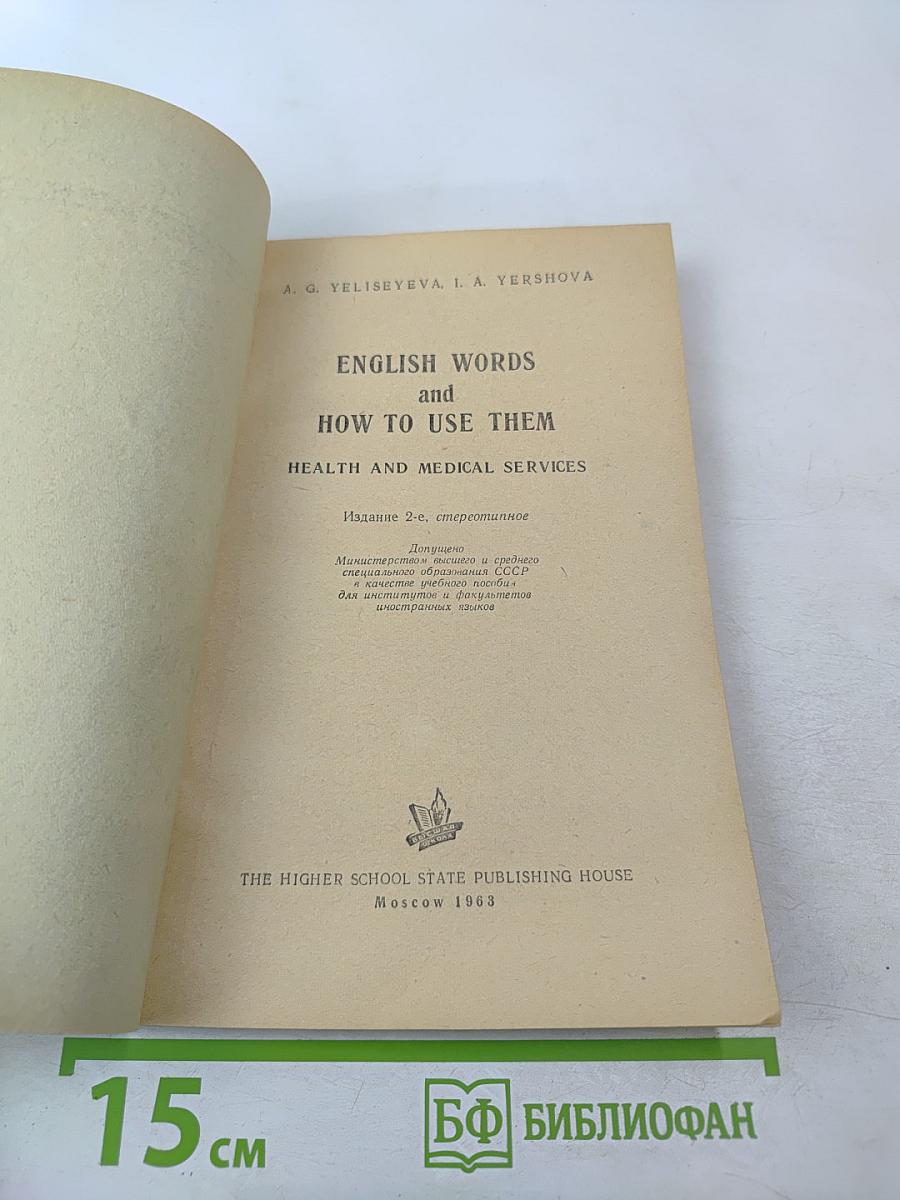 A. G. YELISEYEVA, I. A. YERSHOVA
ENGLISH WORDS
and
HOW TO USE THEM
HEALTH AND MEDICAL SERVICES
Издание 2-е, стереотипное
Допущено
Министерством высшего и среднего
специального образования СССР
в качестве учебного пособия
для институтов и факультетов
иностранных языков
ВЫСШАЯ
ШКОЛА
THE HIGHER SCHOOL STATE PUBLISHING HOUSE
Moscow 1963
15 см
БФ БИБЛИОФАН